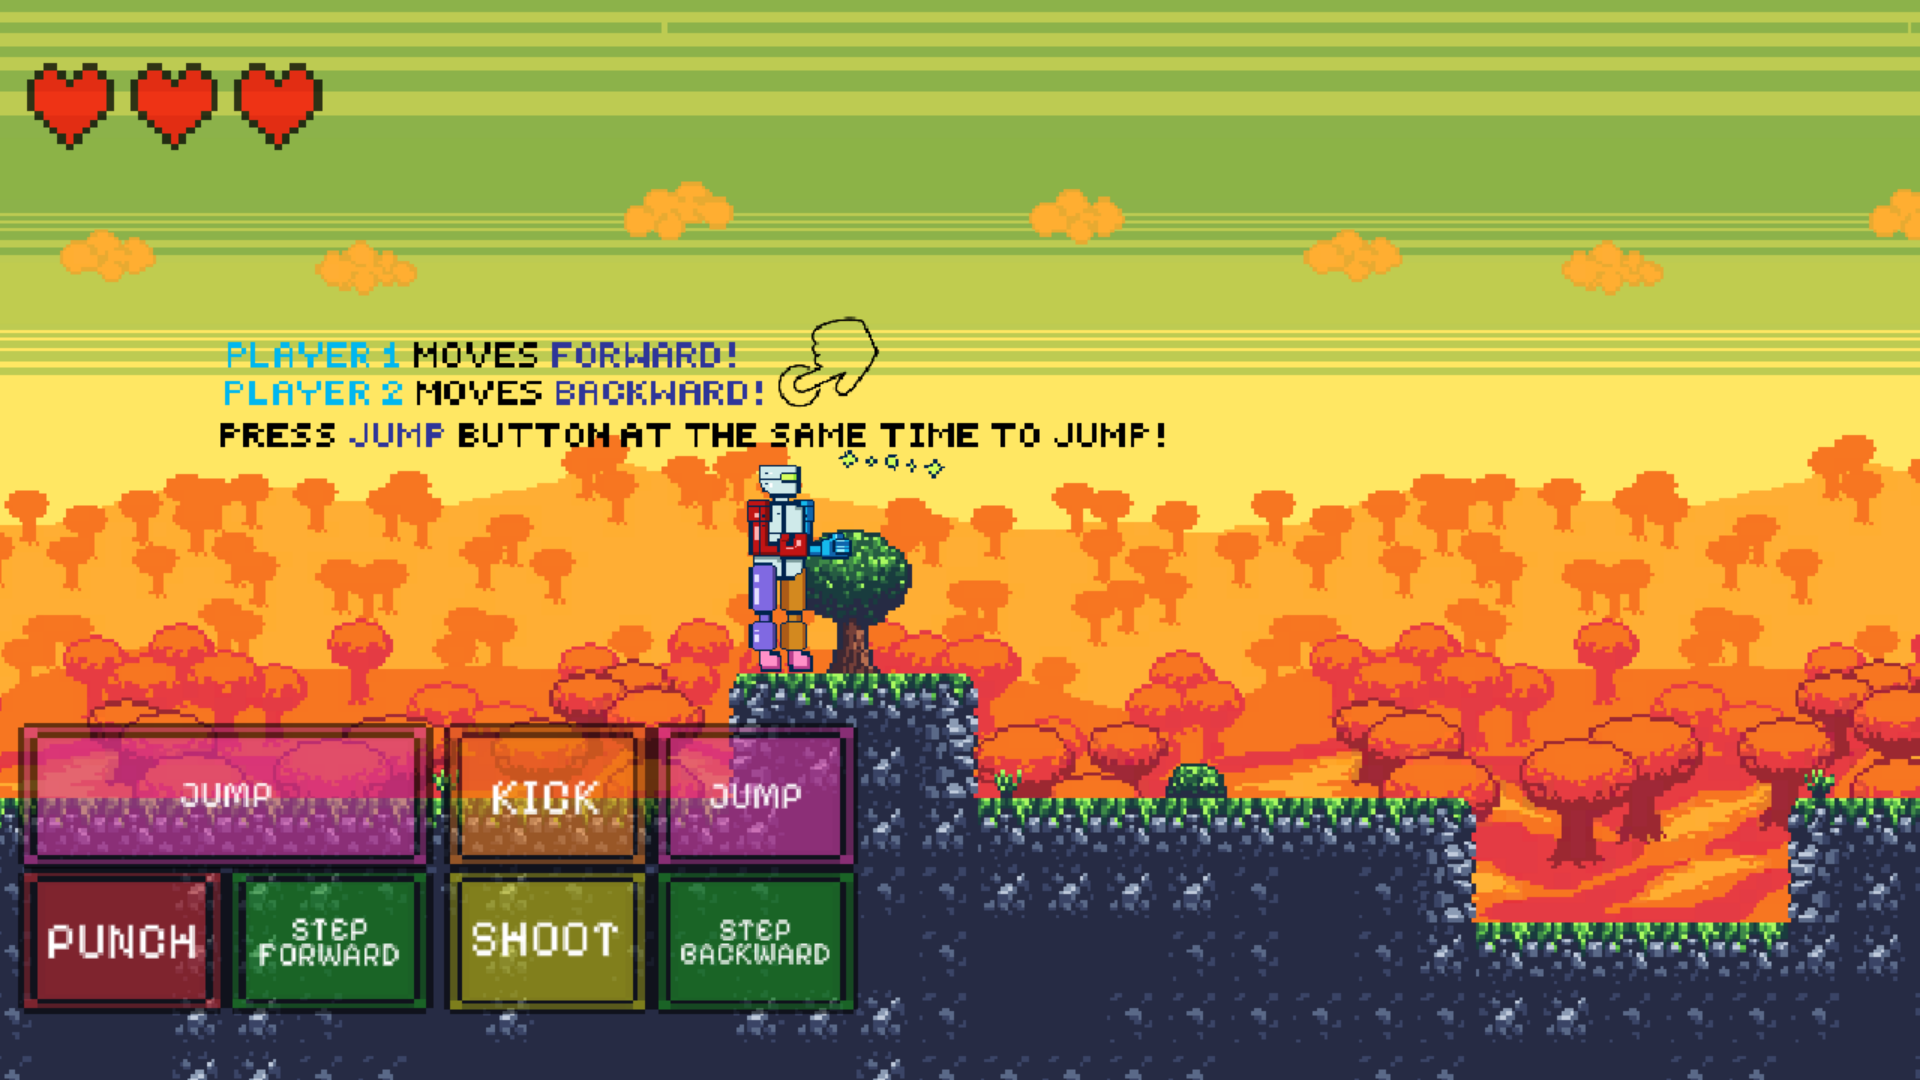 PLAYER 1 MOVES FORWARD!
PLAYER 2 MOVES BACKWARD!
PRESS JUMP BUTTON AT THE SAME TIME TO JUMP!
JUMP
KICK
JUMP
PUNCH
STEP
FORWARD
SHOOT
STEP
BACKWARD